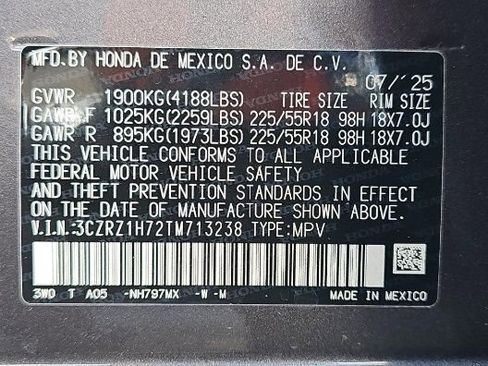 MFD.BY HONDA DE MEXICO S.A. DE C.V.
07/'25
GVWR 1900KG(4188LBS) TIRE SIZE RIM SIZE
GAWR F 1025KG(2259LBS) 225/55R18 98H 18X7.0J
GAWR R 895KG(1973LBS) 225/55R18 98H 18X7.0J
THIS VEHICLE CONFORMS TO ALL APPLICABLE
FEDERAL MOTOR VEHICLE SAFETY
AND THEFT PREVENTION STANDARDS IN EFFECT
ON THE DATE OF MANUFACTURE SHOWN ABOVE.
V.I.N:3CZRZ1H72TM713238 TYPE:MPV
3W0 T A05 -NH797MX -W -M
MADE IN MEXICO